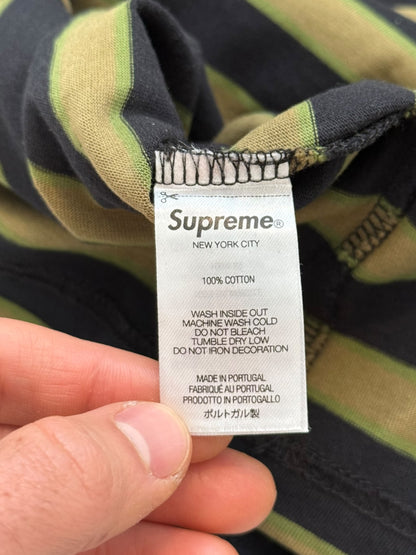 Supreme®
NEW YORK CITY
100% COTTON
WASH INSIDE OUT
MACHINE WASH COLD
DO NOT BLEACH
TUMBLE DRY LOW
DO NOT IRON DECORATION
MADE IN PORTUGAL
FABRIQUÉ AU PORTUGAL
PRODOTTO IN PORTOGALLO
ポルトガル製